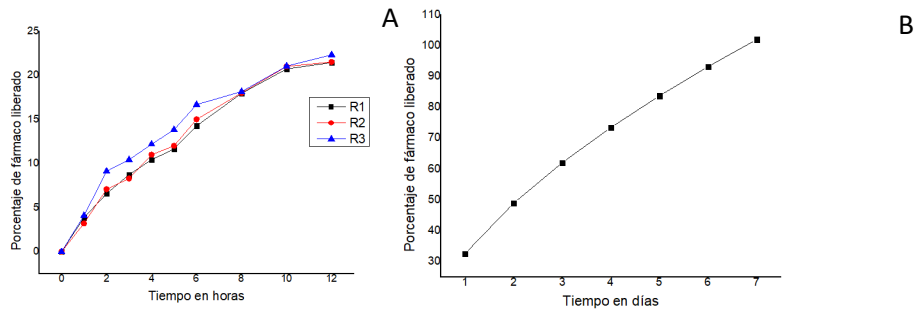 A
Porcentaje de fármaco liberado
25
20
15
10
5
0
R1
R2
R3
0 2 4 6 8 10 12
Tiempo en horas
B
Porcentaje de fármaco liberado
110
100
90
80
70
60
50
40
30
1 2 3 4 5 6 7
Tiempo en días